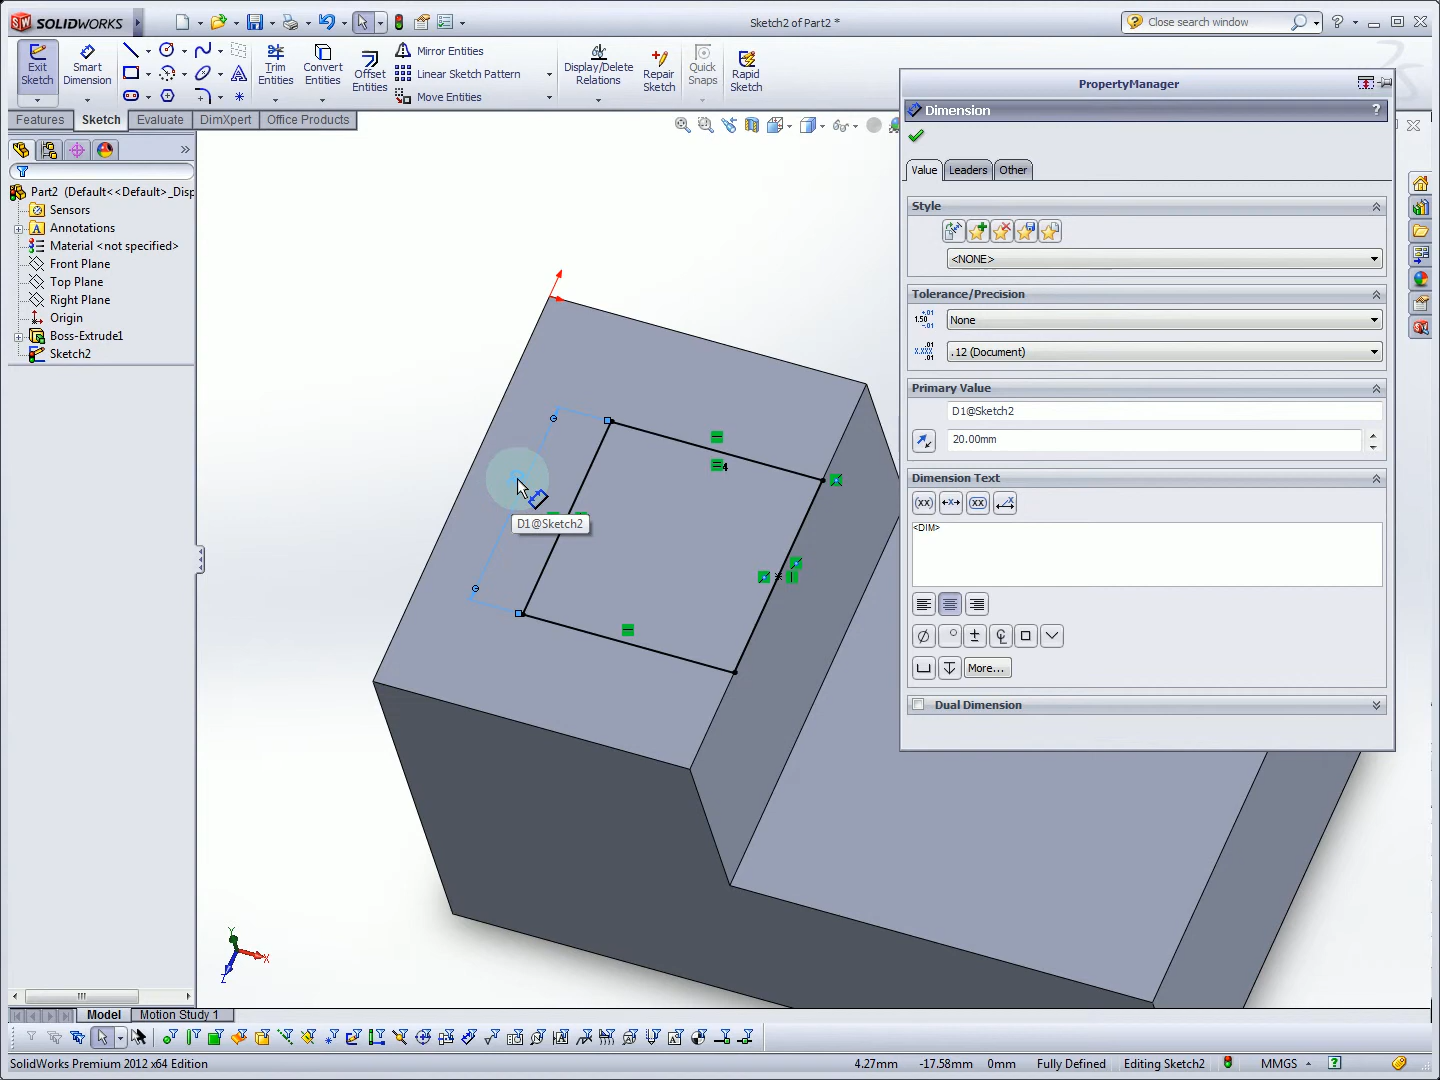 SOLIDWORKS
Sketch2 of Part2 *
Close search window
Exit Sketch
Smart Dimension
Trim Entities
Convert Entities
Offset Entities
Mirror Entities
Linear Sketch Pattern
Move Entities
Display/Delete Relations
Repair Sketch
Quick Snaps
Rapid Sketch
Features
Sketch
Evaluate
DimXpert
Office Products
Part2 (Default<<Default>_Disp
Sensors
Annotations
Material <not specified>
Front Plane
Top Plane
Right Plane
Origin
Boss-Extrude1
Sketch2
D1@Sketch2
4
Y
X
Z
PropertyManager
Dimension
?
Value
Leaders
Other
Style
<NONE>
Tolerance/Precision
None
.12 (Document)
Primary Value
D1@Sketch2
20.00mm
Dimension Text
<DIM>
More...
Dual Dimension
Model
Motion Study 1
SolidWorks Premium 2012 x64 Edition
4.27mm
-17.58mm
0mm
Fully Defined
Editing Sketch2
MMGS